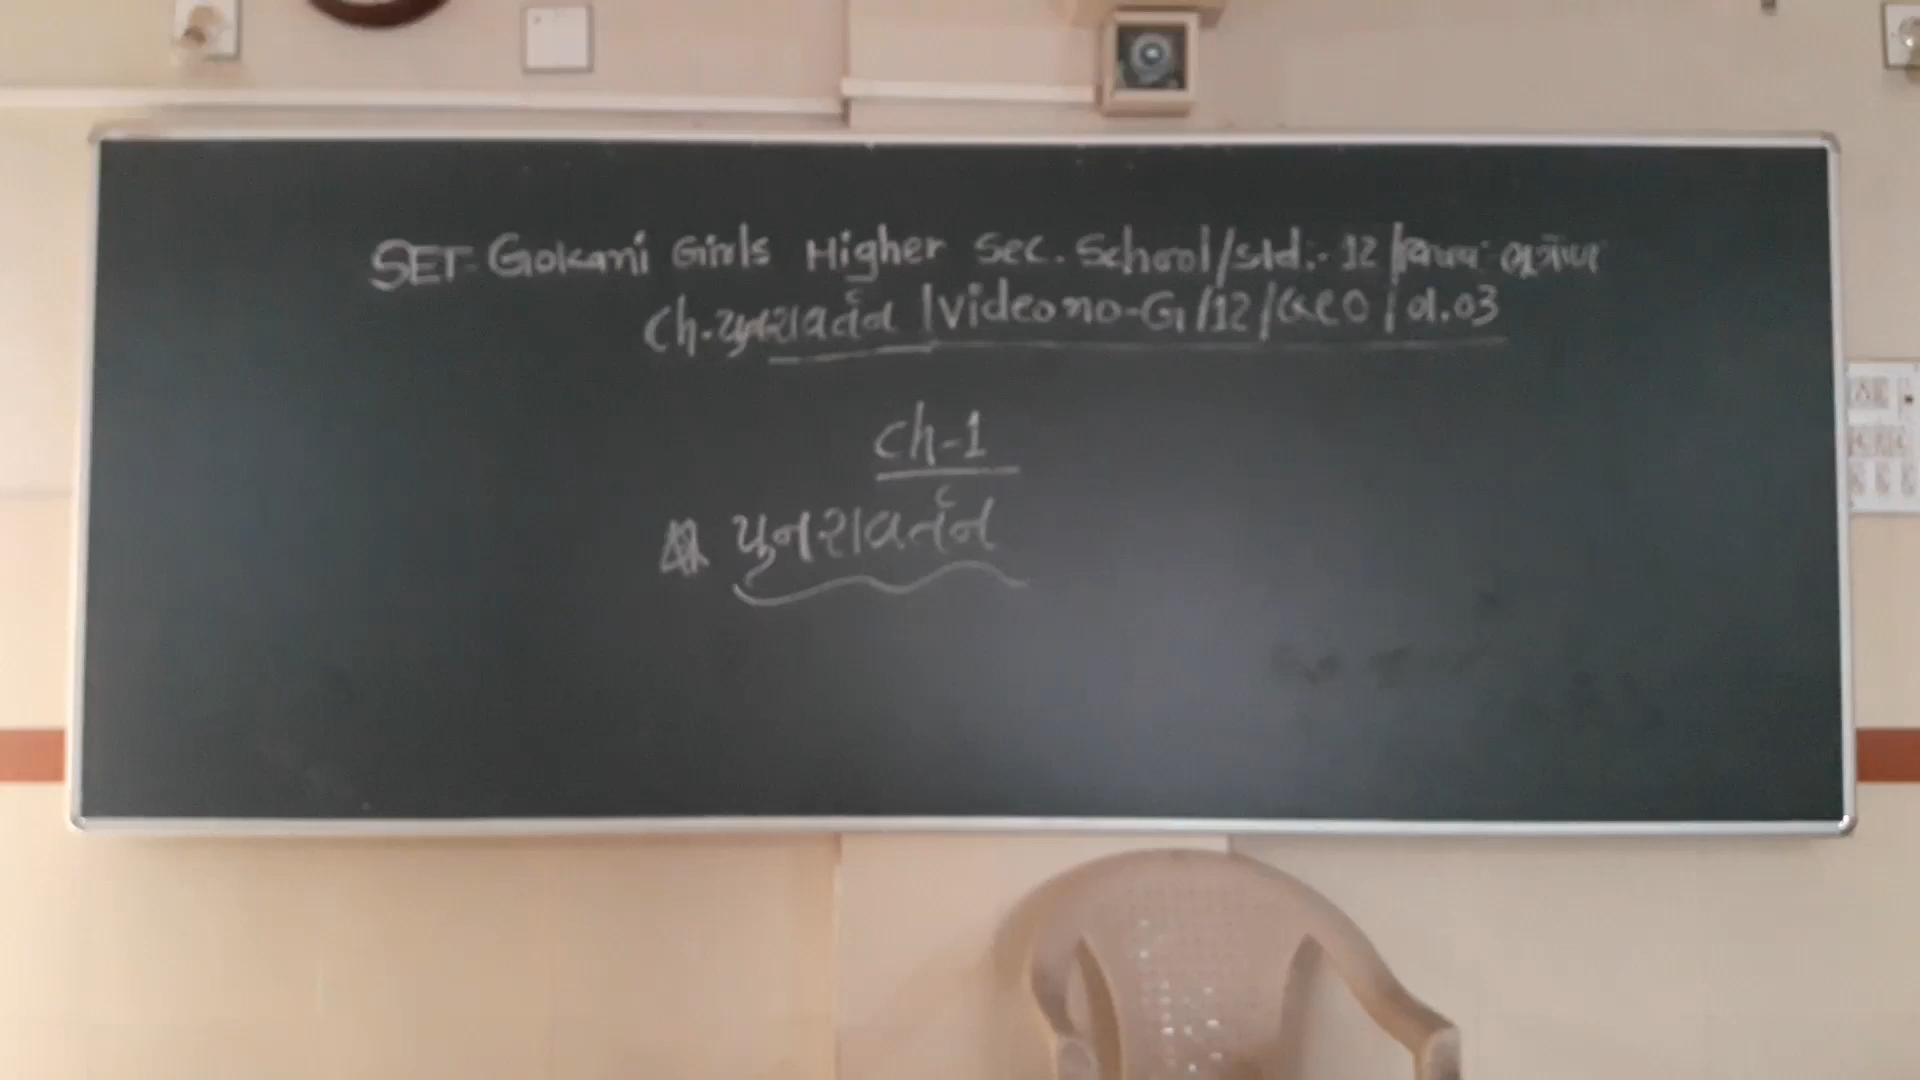 SET Gokani Girls Higher Sec. School/std:- 12 / વિષય: ભૂગોળ
Ch.પુનરાવર્તન / Video no-G/12/GEO/ વી.03
Ch-1
પુનરાવર્તન